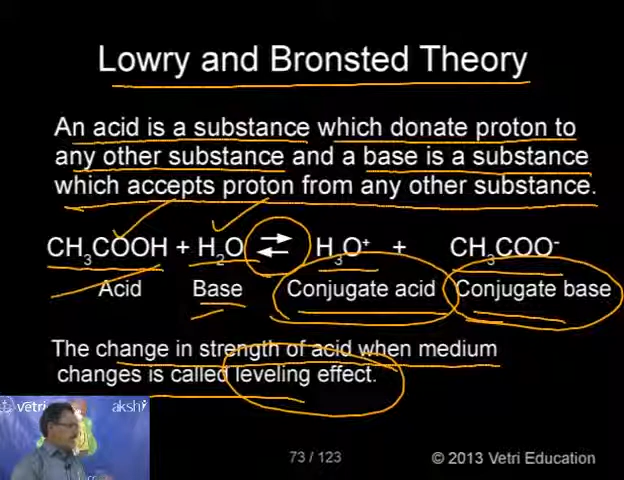 Lowry and Bronsted Theory
An acid is a substance which donate proton to
any other substance and a base is a substance
which accepts proton from any other substance.
CH₃COOH + H₂O ⇌ H₃O⁺ + CH₃COO⁻
Acid Base Conjugate acid Conjugate base
The change in strength of acid when medium
changes is called leveling effect.
vetri akshi
73 / 123 © 2013 Vetri Education